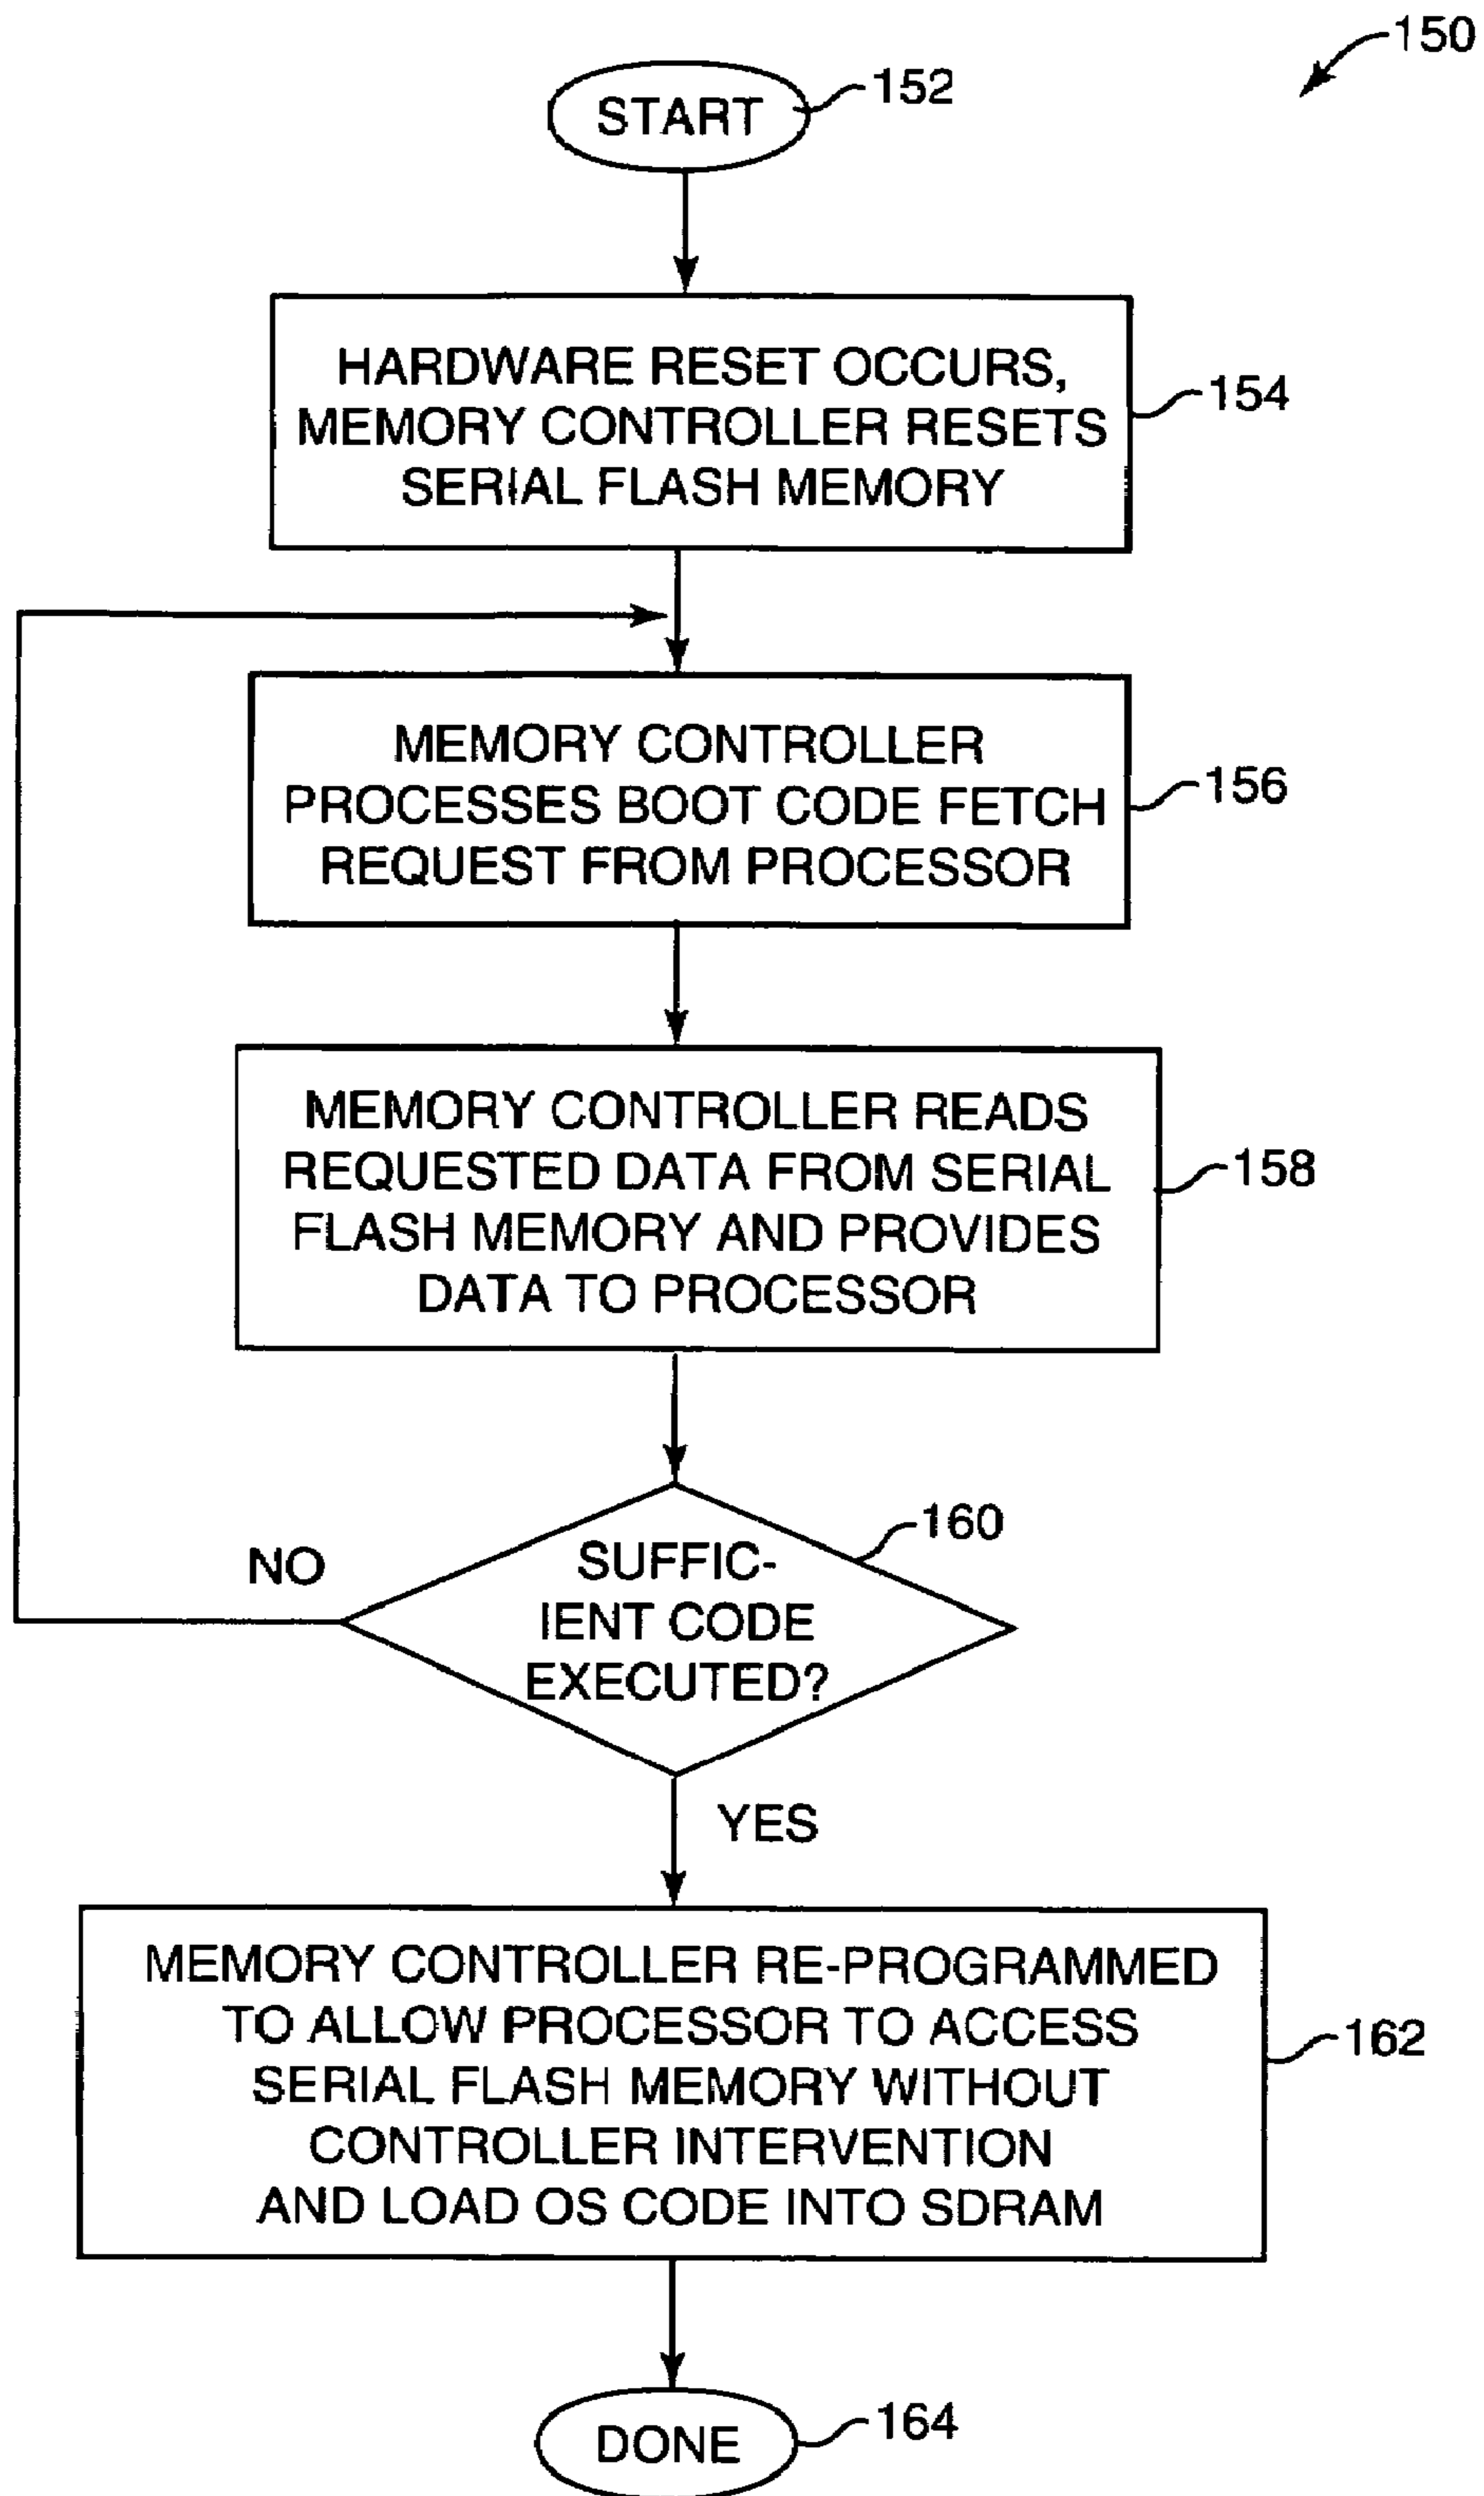 150
START
152
HARDWARE RESET OCCURS,
MEMORY CONTROLLER RESETS
SERIAL FLASH MEMORY
154
MEMORY CONTROLLER
PROCESSES BOOT CODE FETCH
REQUEST FROM PROCESSOR
156
MEMORY CONTROLLER READS
REQUESTED DATA FROM SERIAL
FLASH MEMORY AND PROVIDES
DATA TO PROCESSOR
158
160
NO
SUFFIC-
IENT CODE
EXECUTED?
YES
MEMORY CONTROLLER RE-PROGRAMMED
TO ALLOW PROCESSOR TO ACCESS
SERIAL FLASH MEMORY WITHOUT
CONTROLLER INTERVENTION
AND LOAD OS CODE INTO SDRAM
162
DONE
164